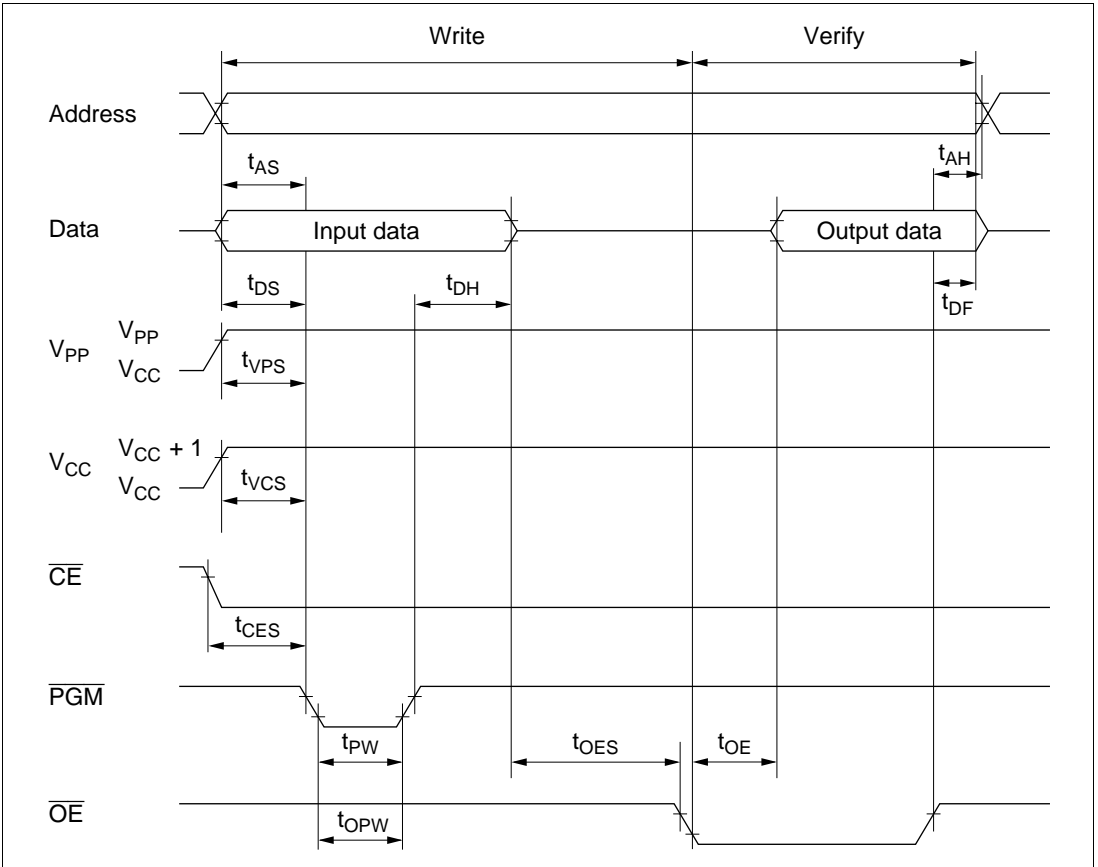 Write Verify
Address
tAS tAH
Data Input data Output data
tDS tDH tDF
VPP VPP
VCC tVPS
VCC VCC + 1
VCC tVCS
CE
tCES
PGM
tPW tOES tOE
OE
tOPW